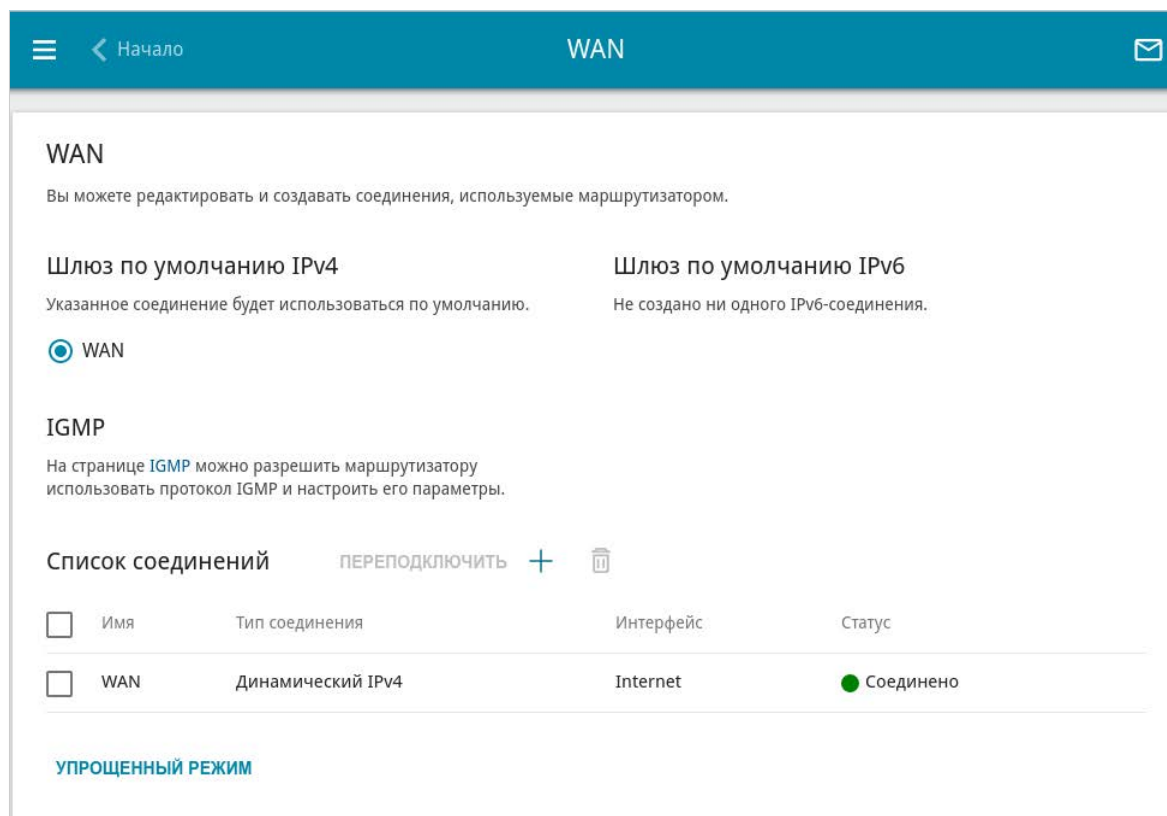 Начало
WAN
WAN
Вы можете редактировать и создавать соединения, используемые маршрутизатором.
Шлюз по умолчанию IPv4
Указанное соединение будет использоваться по умолчанию.
WAN
Шлюз по умолчанию IPv6
Не создано ни одного IPv6-соединения.
IGMP
На странице IGMP можно разрешить маршрутизатору
использовать протокол IGMP и настроить его параметры.
Список соединений ПЕРЕПОДКЛЮЧИТЬ
Имя Тип соединения Интерфейс Статус
WAN Динамический IPv4 Internet Соединено
УПРОЩЕННЫЙ РЕЖИМ